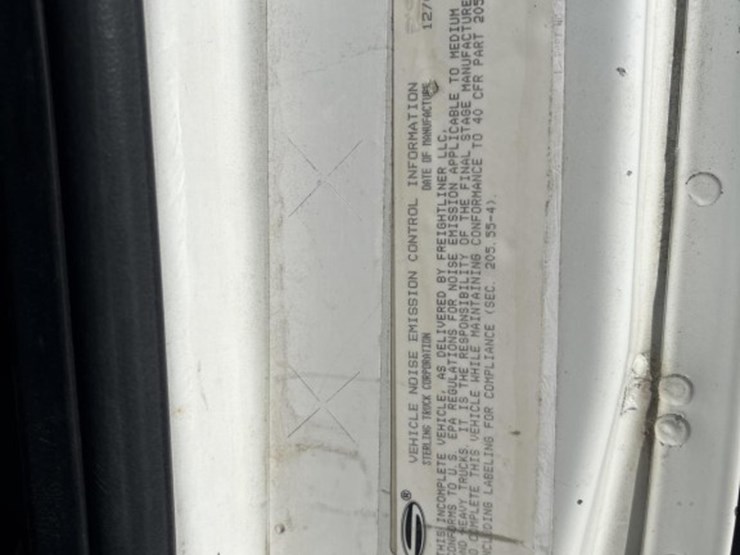 VEHICLE NOISE EMISSION CONTROL INFORMATION
STERLING TRUCK CORPORATION DATE OF MANUFACTURE 12/
THIS INCOMPLETE VEHICLE, AS DELIVERED BY FREIGHTLINER LLC,
CONFORMS TO U.S. EPA REGULATIONS FOR NOISE EMISSION APPLICABLE TO MEDIUM
AND HEAVY TRUCKS. IT IS THE RESPONSIBILITY OF THE FINAL STAGE MANUFACTURE
O COMPLETE THIS VEHICLE WHILE MAINTAINING CONFORMANCE TO 40 CFR PART 205
NCLUDING LABELING FOR COMPLIANCE (SEC. 205.55-4).